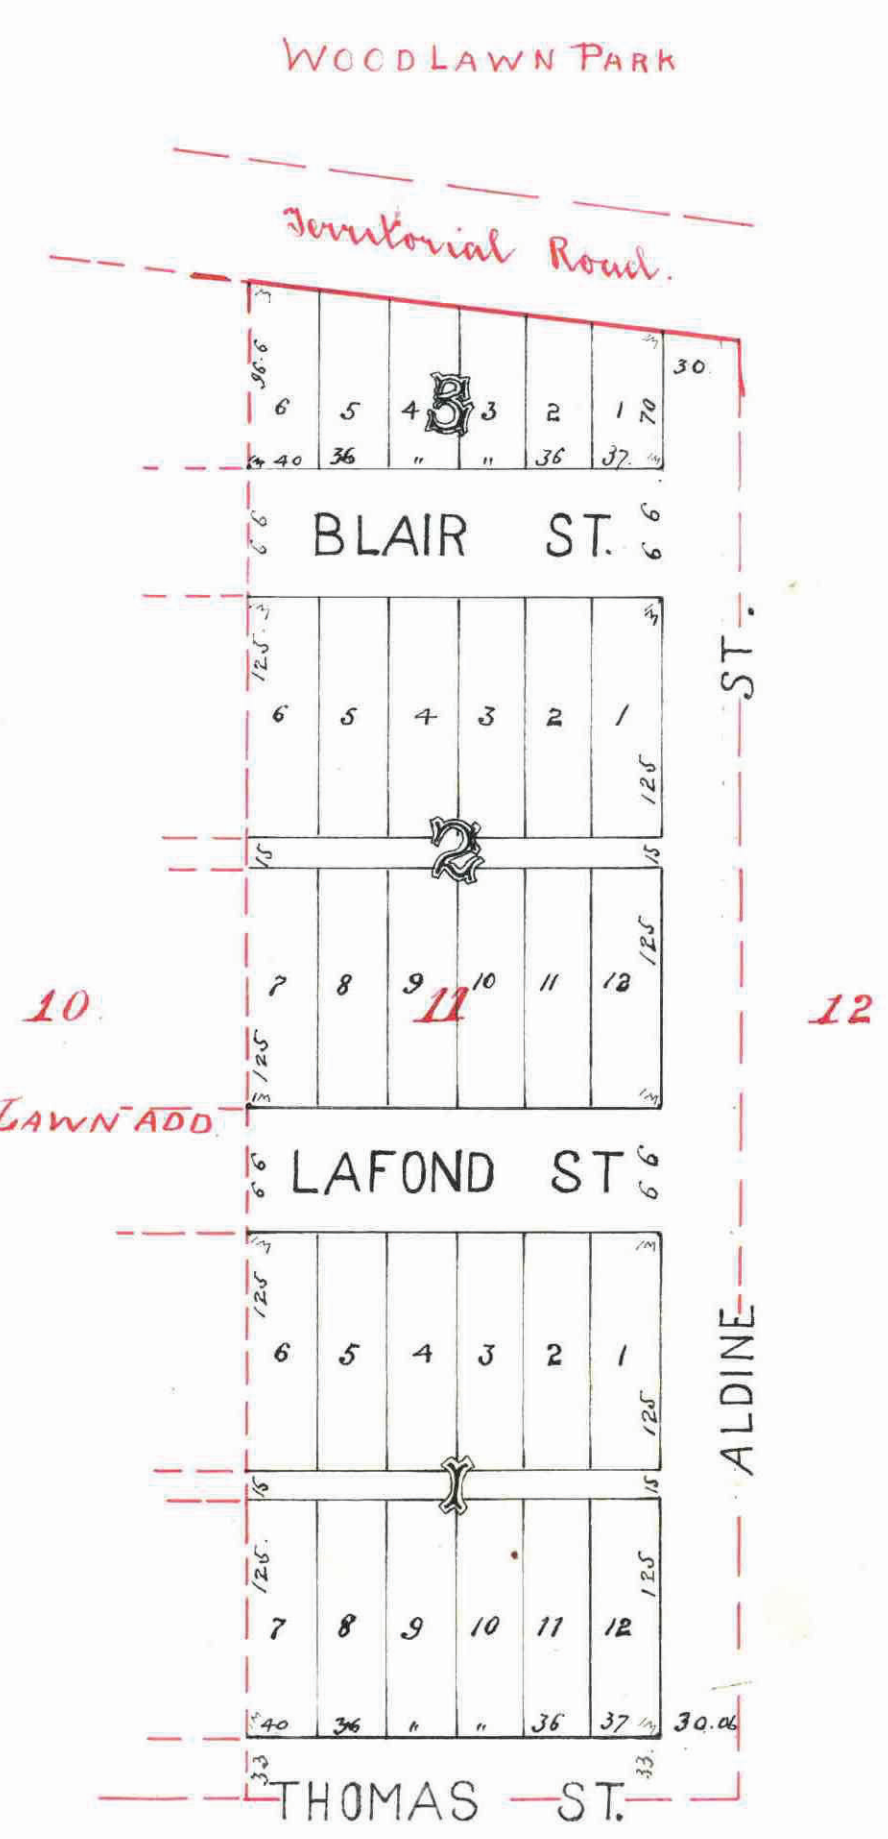 WOODLAWN PARK
Territorial Road.
96.6
30.
6 5 4 3 3 2 1 70
40 36 " " 36 37.
66 BLAIR ST. 66
125.
ST.
6 5 4 3 2 1
125
15 2 15
125
7 8 9 10 11 12
10 11 12
125
LAWN ADD
66 LAFOND ST 66
125
6 5 4 3 2 1
125
ALDINE
15 1 15
125. 125
7 8 9 10 11 12
40 36 " " 36 37 30.06
33 33.
THOMAS ST.